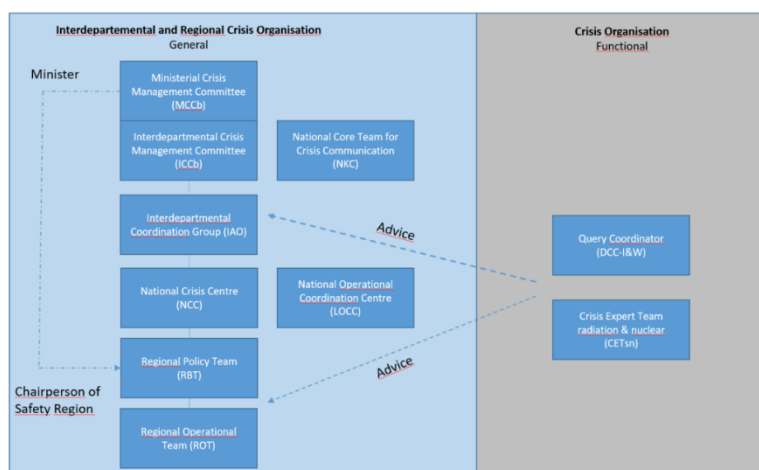 Interdepartemental and Regional Crisis Organisation
General
Crisis Organisation
Functional
Minister
Ministerial Crisis
Management Committee
(MCCb)
Interdepartmental Crisis
Management Committee
(ICCb)
National Core Team for
Crisis Communication
(NKC)
Interdepartmental
Coordination Group (IAO)
Advice
Query Coordinator
(DCC-I&W)
National Crisis Centre
(NCC)
National Operational
Coordination Centre
(LOCC)
Crisis Expert Team
radiation & nuclear
(CETsn)
Regional Policy Team
(RBT)
Advice
Chairperson of
Safety Region
Regional Operational
Team (ROT)